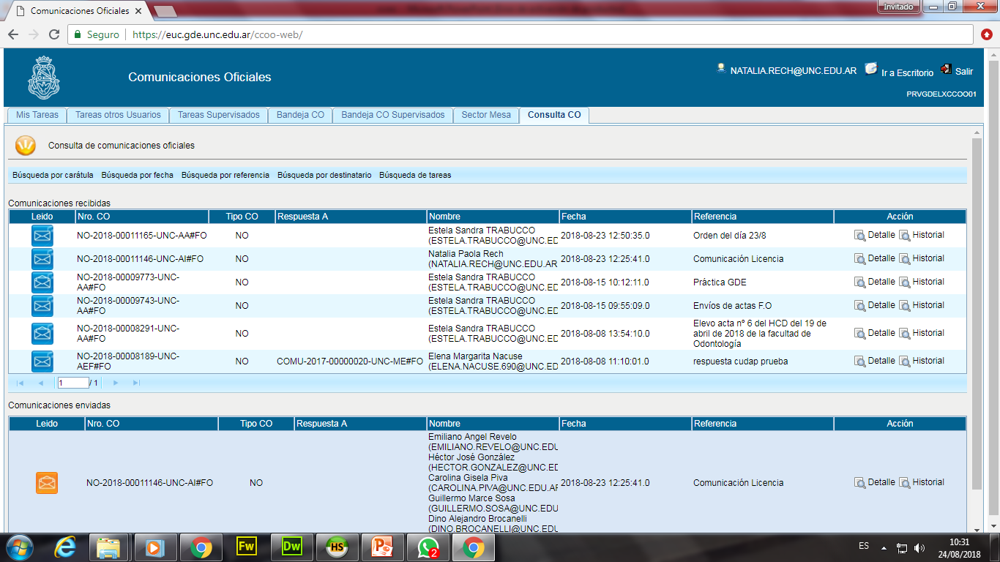 Comunicaciones Oficiales
Invitado
Seguro https://euc.gde.unc.edu.ar/ccoo-web/
Comunicaciones Oficiales
NATALIA.RECH@UNC.EDU.AR Ir a Escritorio Salir
PRVGDELXCCOO01
Mis Tareas Tareas otros Usuarios Tareas Supervisados Bandeja CO Bandeja CO Supervisados Sector Mesa Consulta CO
Consulta de comunicaciones oficiales
Búsqueda por carátula Búsqueda por fecha Búsqueda por referencia Búsqueda por destinatario Búsqueda de tareas
Comunicaciones recibidas
Leido Nro. CO Tipo CO Respuesta A Nombre Fecha Referencia Acción
NO-2018-00011165-UNC-AA#FO NO Estela Sandra TRABUCCO
(ESTELA.TRABUCCO@UNC.ED 2018-08-23 12:50:35.0 Orden del día 23/8 Detalle Historial
NO-2018-00011146-UNC-AI#FO NO Natalia Paola Rech
(NATALIA.RECH@UNC.EDU.AR 2018-08-23 12:25:41.0 Comunicación Licencia Detalle Historial
NO-2018-00009773-UNC-
AA#FO NO Estela Sandra TRABUCCO
(ESTELA.TRABUCCO@UNC.ED 2018-08-15 10:12:11.0 Práctica GDE Detalle Historial
NO-2018-00009743-UNC-
AA#FO NO Estela Sandra TRABUCCO
(ESTELA.TRABUCCO@UNC.ED 2018-08-15 09:55:09.0 Envíos de actas F.O Detalle Historial
NO-2018-00008291-UNC-
AA#FO NO Estela Sandra TRABUCCO
(ESTELA.TRABUCCO@UNC.ED 2018-08-08 13:54:10.0 Elevo acta nº 6 del HCD del 19 de
abril de 2018 de la facultad de
Odontología Detalle Historial
NO-2018-00008189-UNC-
AEF#FO NO COMU-2017-00000020-UNC-ME#FO Elena Margarita Nacuse
(ELENA.NACUSE.690@UNC.ED 2018-08-08 11:10:01.0 respuesta cudap prueba Detalle Historial
1 / 1
Comunicaciones enviadas
Leido Nro. CO Tipo CO Respuesta A Nombre Fecha Referencia Acción
NO-2018-00011146-UNC-AI#FO NO Emiliano Angel Revelo
(EMILIANO.REVELO@UNC.EDU
Héctor José González
(HECTOR.GONZALEZ@UNC.ED
Carolina Gisela Piva
(CAROLINA.PIVA@UNC.EDU.AR
Guillermo Marce Sosa
(GUILLERMO.SOSA@UNC.EDU
Dino Alejandro Brocanelli
(DINO.BROCANELLI@UNC.EDU
2018-08-23 12:25:41.0 Comunicación Licencia Detalle Historial
Fw Dw HS 2
ES
10:31
24/08/2018